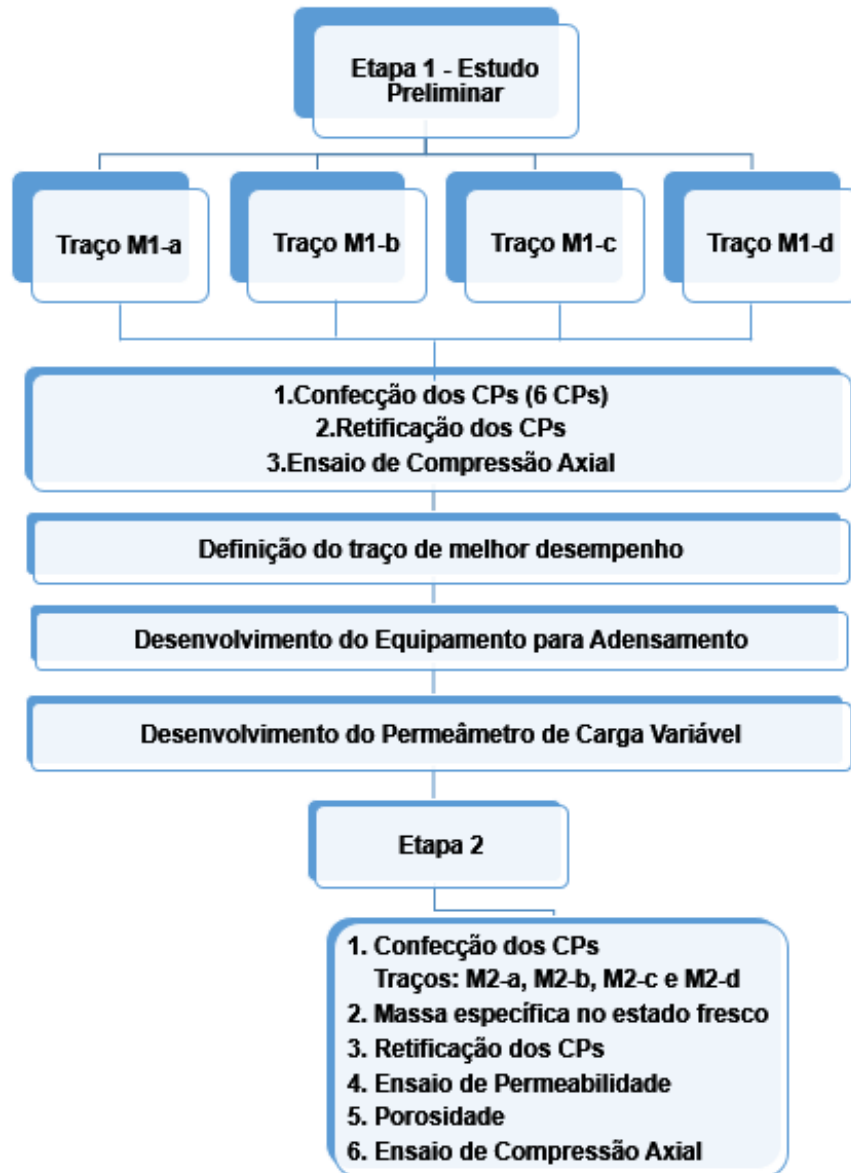 Etapa 1 - Estudo
Preliminar
Traço M1-a
Traço M1-b
Traço M1-c
Traço M1-d
1.Confecção dos CPs (6 CPs)
2.Retificação dos CPs
3.Ensaio de Compressão Axial
Definição do traço de melhor desempenho
Desenvolvimento do Equipamento para Adensamento
Desenvolvimento do Permeâmetro de Carga Variável
Etapa 2
1. Confecção dos CPs
Traços: M2-a, M2-b, M2-c e M2-d
2. Massa específica no estado fresco
3. Retificação dos CPs
4. Ensaio de Permeabilidade
5. Porosidade
6. Ensaio de Compressão Axial